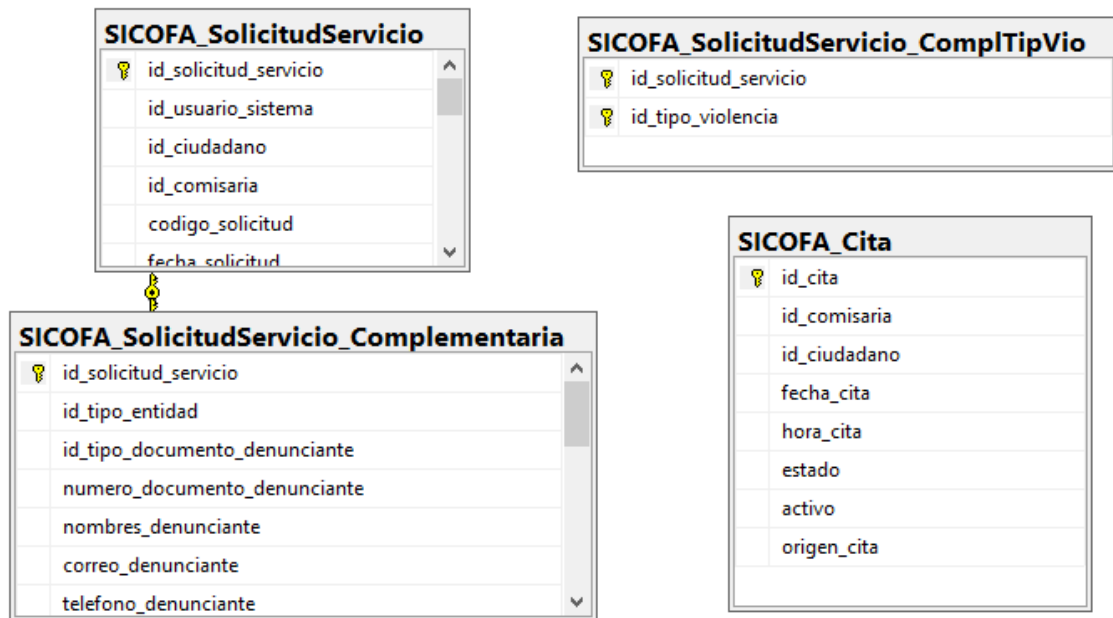 SICOFA_SolicitudServicio
id_solicitud_servicio
id_usuario_sistema
id_ciudadano
id_comisaria
codigo_solicitud
fecha_solicitud
SICOFA_SolicitudServicio_ComplTipVio
id_solicitud_servicio
id_tipo_violencia
SICOFA_SolicitudServicio_Complementaria
id_solicitud_servicio
id_tipo_entidad
id_tipo_documento_denunciante
numero_documento_denunciante
nombres_denunciante
correo_denunciante
telefono_denunciante
SICOFA_Cita
id_cita
id_comisaria
id_ciudadano
fecha_cita
hora_cita
estado
activo
origen_cita